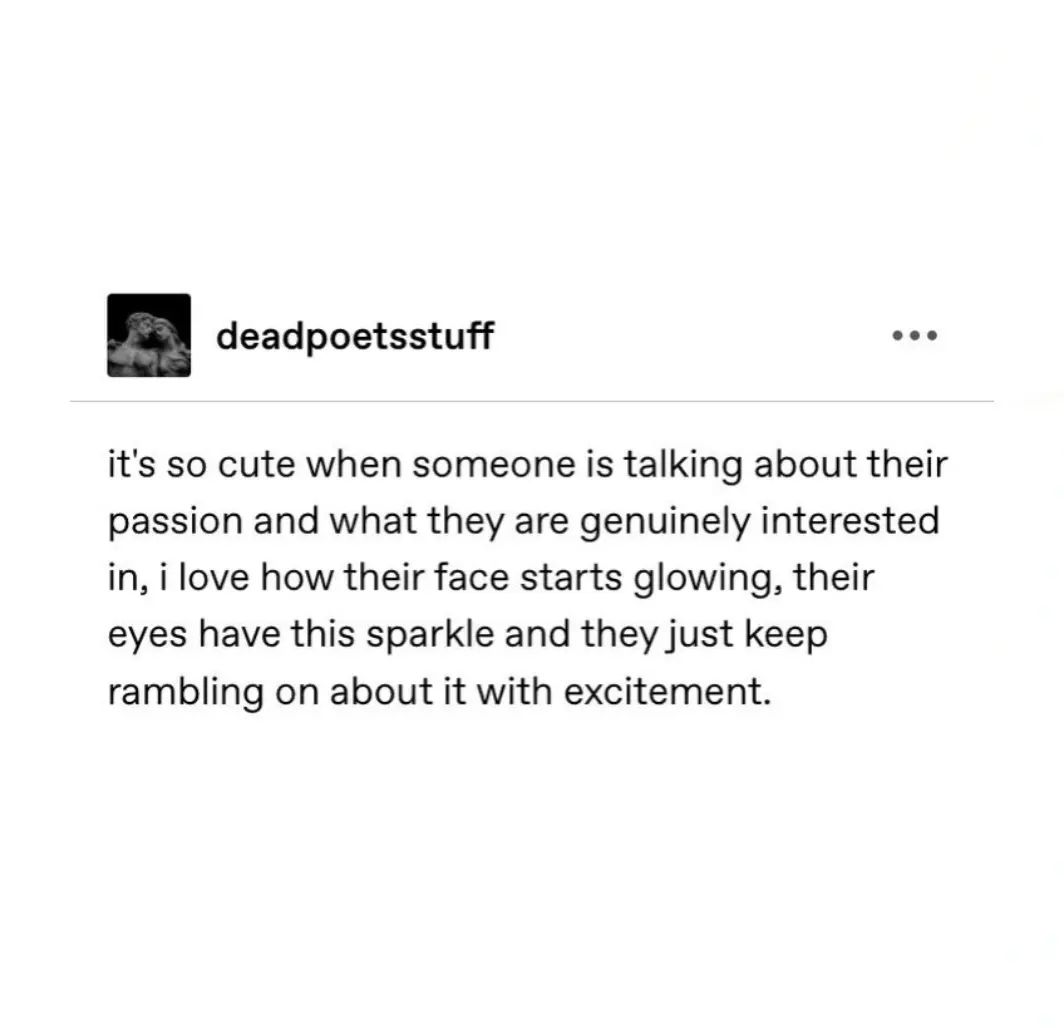 deadpoetsstuff
it's so cute when someone is talking about their
passion and what they are genuinely interested
in, i love how their face starts glowing, their
eyes have this sparkle and they just keep
rambling on about it with excitement.